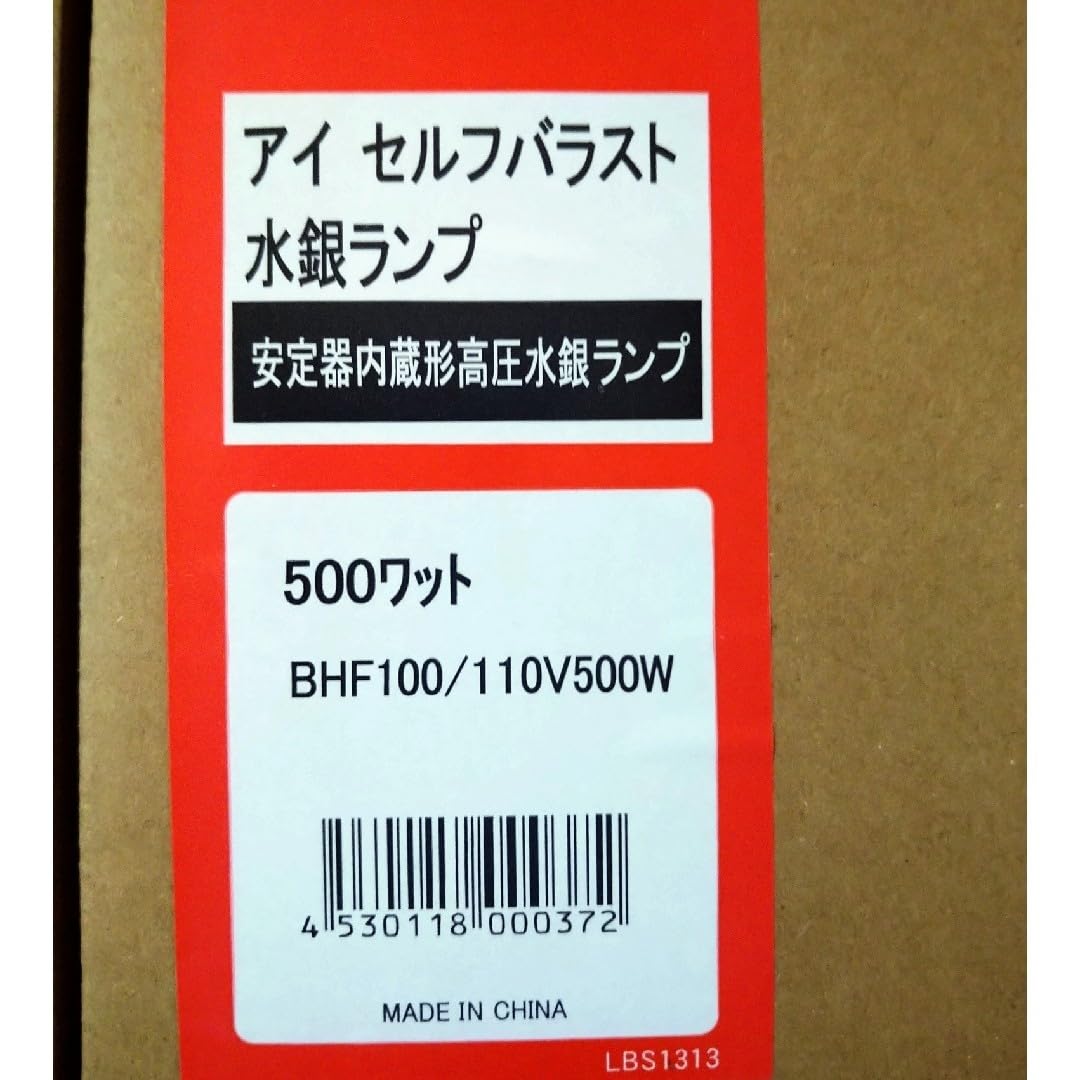 アイ セルフバラスト
水銀ランプ
安定器内蔵形高圧水銀ランプ
500ワット
BHF100/110V500W
4 530118 000372
MADE IN CHINA
LBS1313